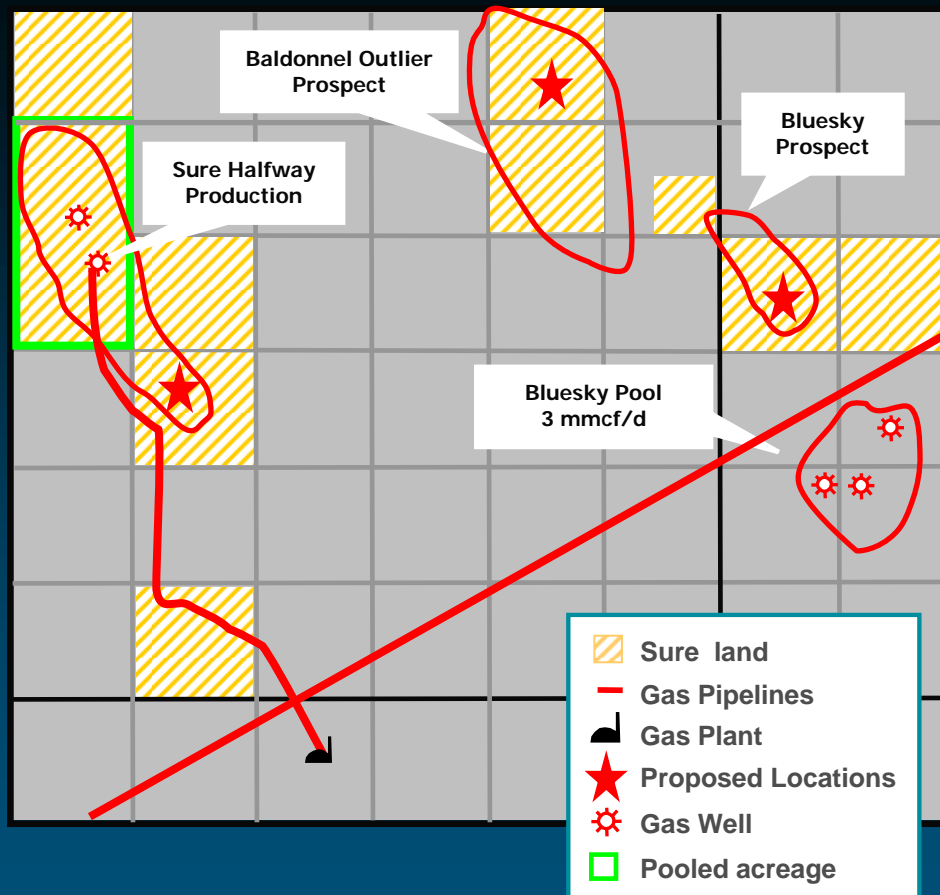 Baldonnel Outlier
Prospect
Bluesky
Prospect
Sure Halfway
Production
Bluesky Pool
3 mmcf/d
Sure land
Gas Pipelines
Gas Plant
Proposed Locations
Gas Well
Pooled acreage